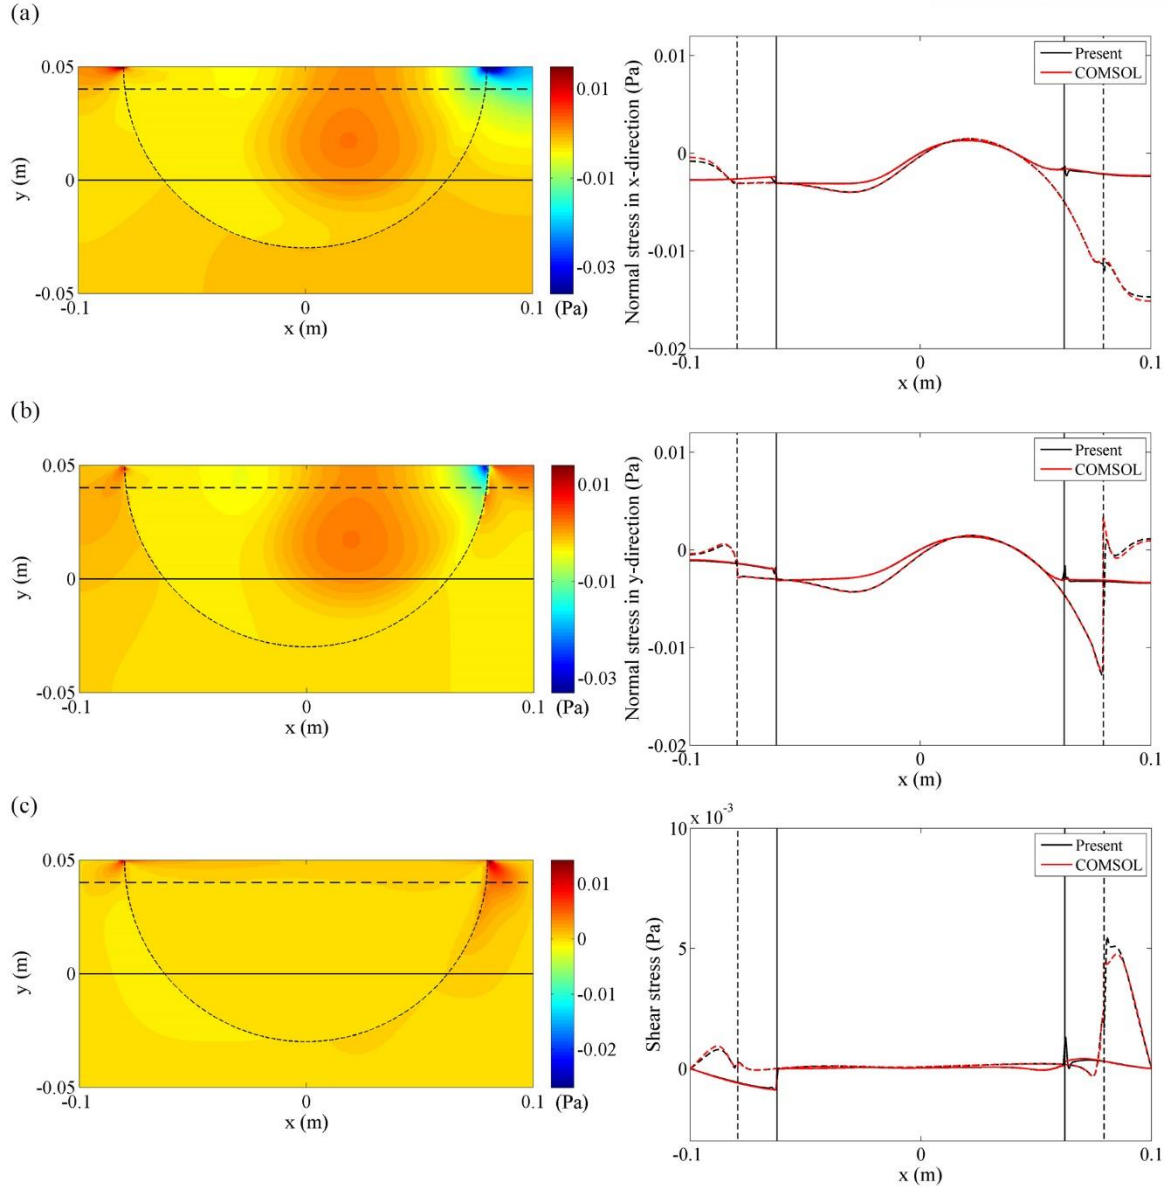 (a)
0.05
0
-0.05
y (m)
-0.1
0
0.1
x (m)
0.01
-0.01
-0.03
(Pa)
Normal stress in x-direction (Pa)
0.01
0
-0.01
-0.02
-0.1
0
0.1
x (m)
Present
COMSOL
(b)
0.05
0
-0.05
y (m)
-0.1
0
0.1
x (m)
0.01
-0.01
-0.03
(Pa)
Normal stress in y-direction (Pa)
0.01
0
-0.01
-0.02
-0.1
0
0.1
x (m)
Present
COMSOL
(c)
0.05
0
-0.05
y (m)
-0.1
0
0.1
x (m)
0.01
0
-0.01
-0.02
(Pa)
Shear stress (Pa)
x 10⁻³
10
5
0
-0.1
0
0.1
x (m)
Present
COMSOL